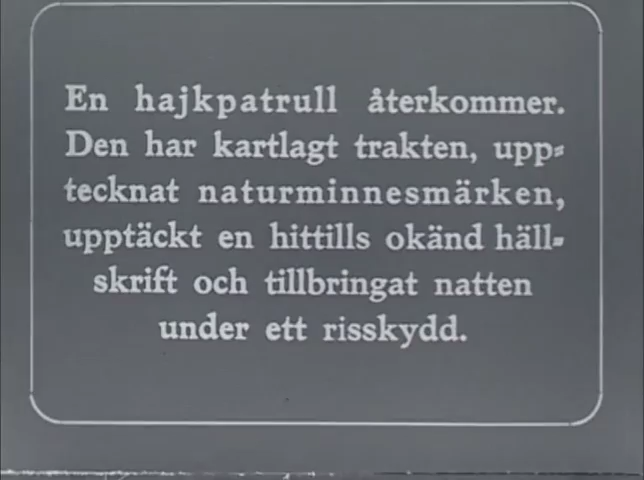 En hajkpatrull återkommer.
Den har kartlagt trakten, upp-
tecknat naturminnesmärken,
upptäckt en hittills okänd häll-
skrift och tillbringat natten
under ett risskydd.